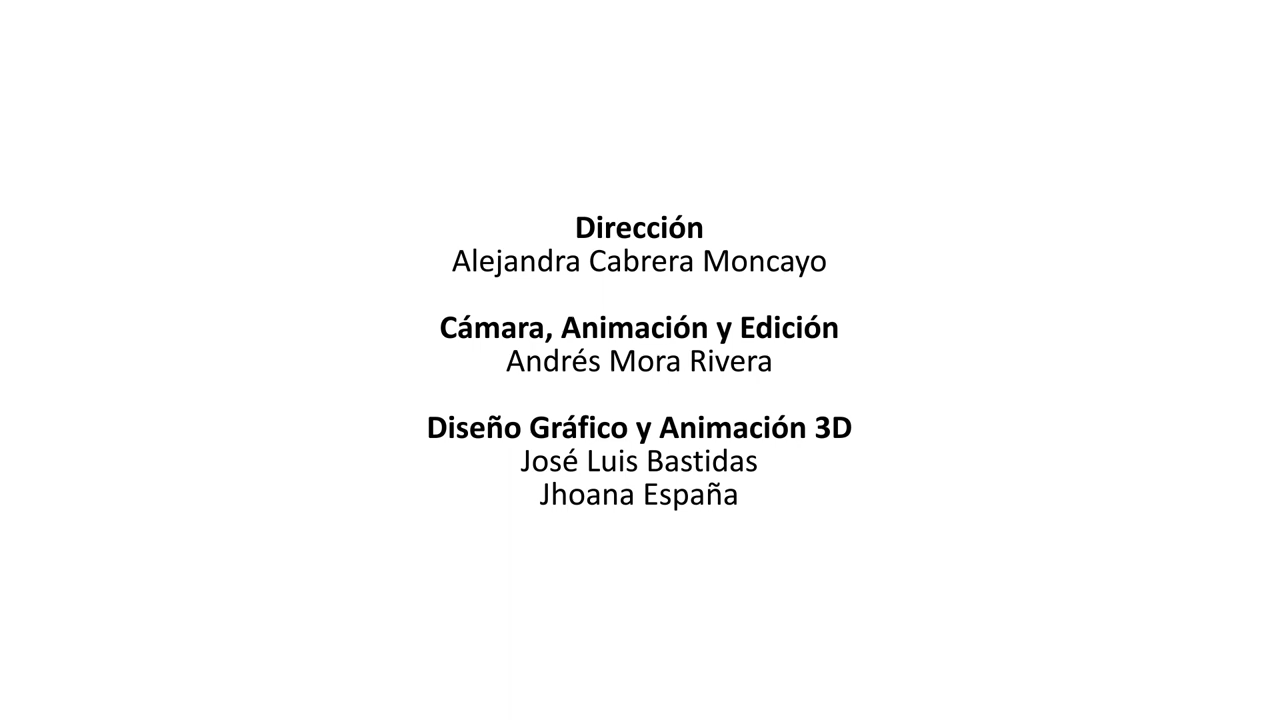 Dirección
Alejandra Cabrera Moncayo
Cámara, Animación y Edición
Andrés Mora Rivera
Diseño Gráfico y Animación 3D
José Luis Bastidas
Jhoana España